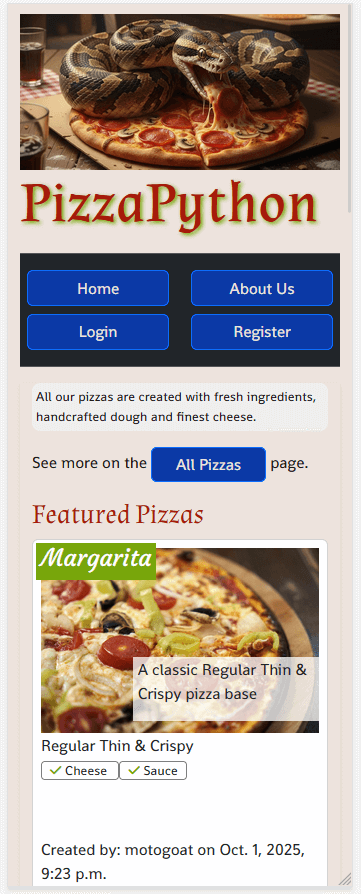 PizzaPython
Home
About Us
Login
Register
All our pizzas are created with fresh ingredients,
handcrafted dough and finest cheese.
See more on the All Pizzas page.
Featured Pizzas
Margarita
A classic Regular Thin &
Crispy pizza base
Regular Thin & Crispy
Cheese
Sauce
Created by: motogoat on Oct. 1, 2025,
9:23 p.m.